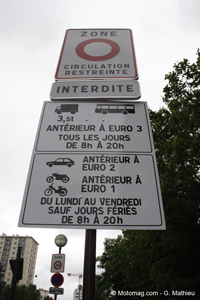 ZONE
CIRCULATION
RESTREINTE
INTERDITE
3,5t
ANTÉRIEUR À EURO 3
TOUS LES JOURS
DE 8h À 20h
ANTÉRIEUR À
EURO 2
ANTÉRIEUR À
EURO 1
DU LUNDI AU VENDREDI
SAUF JOURS FÉRIÉS
DE 8h À 20h
© Motomag.com - G. Mathieu